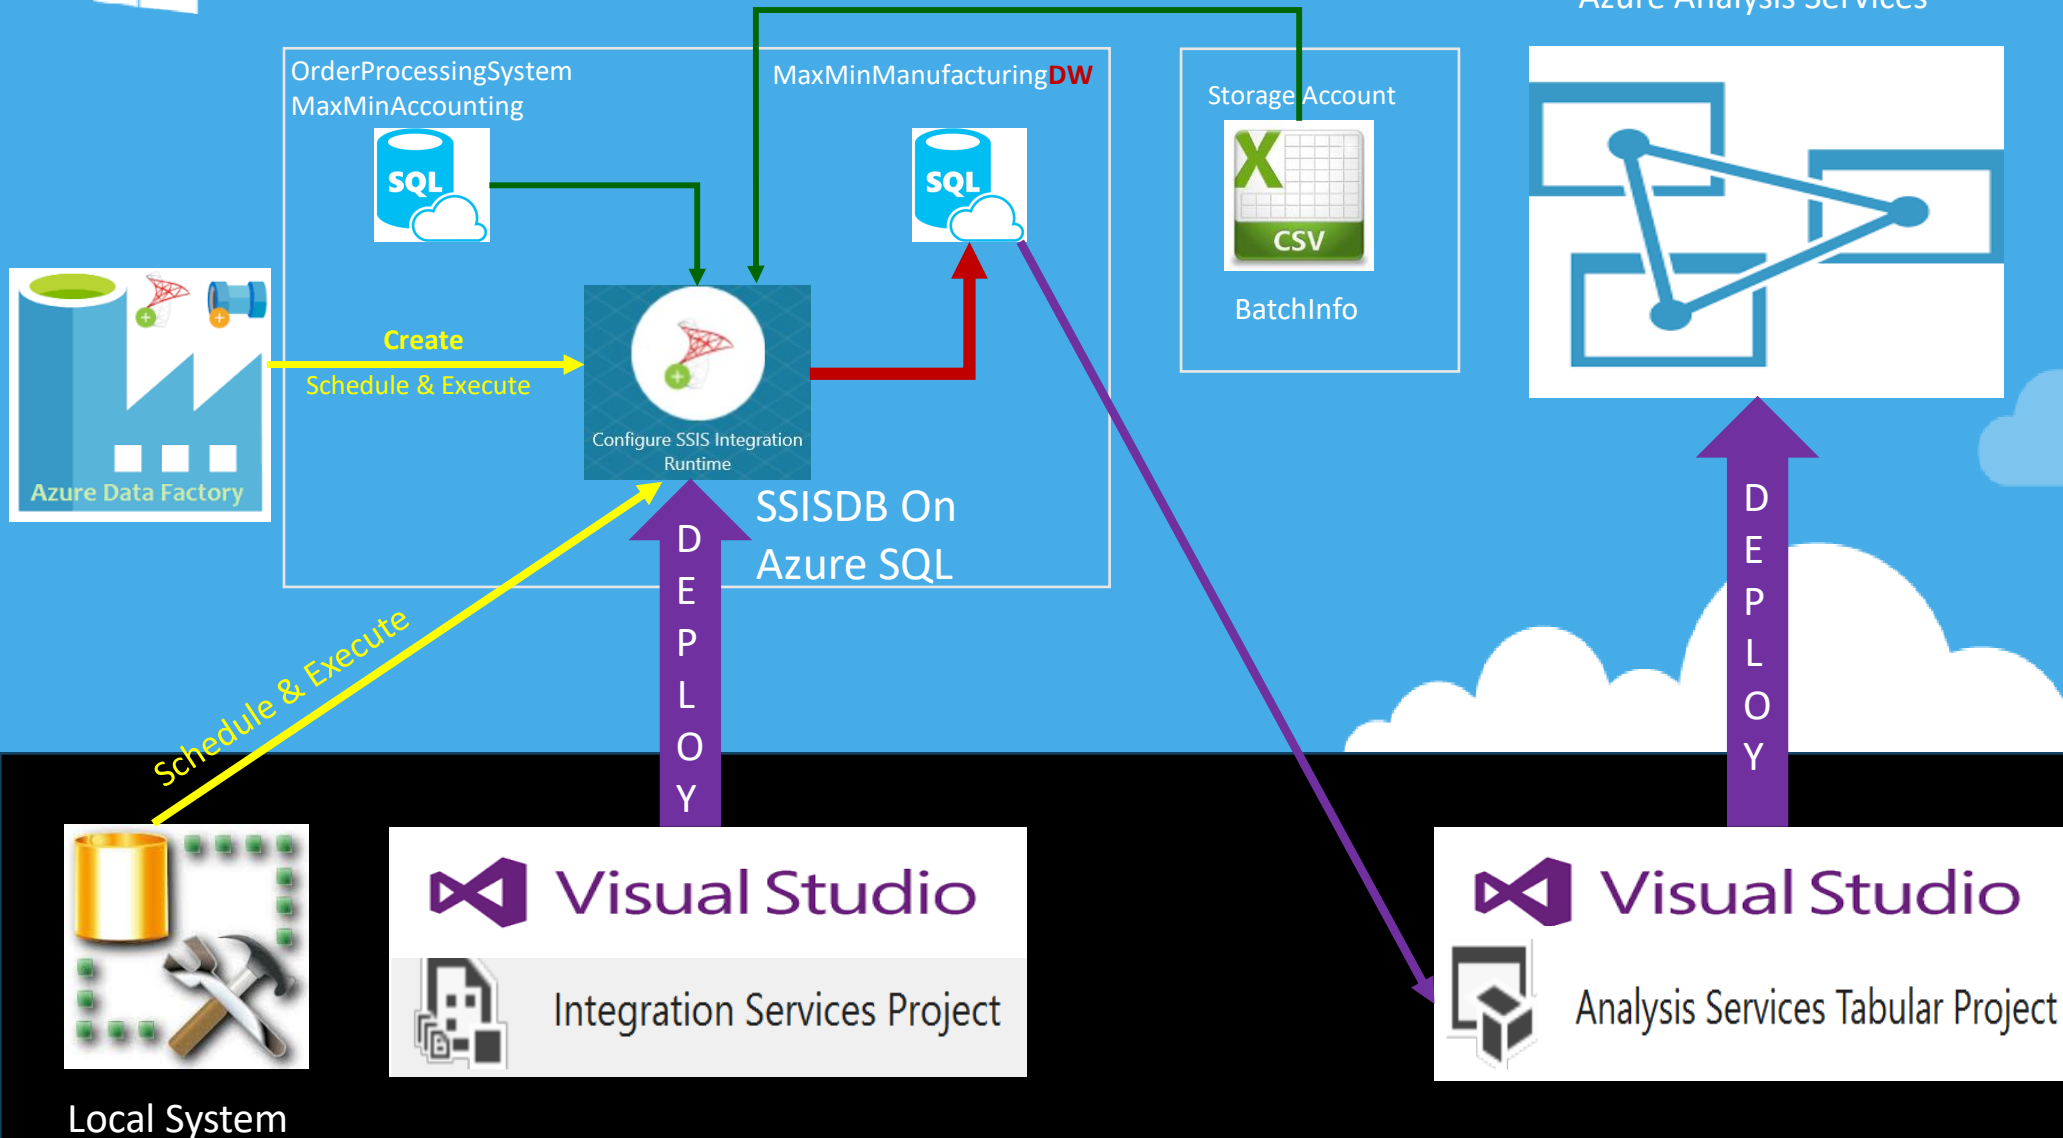 Azure Analysis Services
OrderProcessingSystem
MaxMinAccounting
MaxMinManufacturingDW
Storage Account
SQL
SQL
X
CSV
BatchInfo
Create
Schedule & Execute
Configure SSIS Integration
Runtime
Azure Data Factory
SSISDB On
Azure SQL
D
E
P
L
O
Y
D
E
P
L
O
Y
Schedule & Execute
Visual Studio
Integration Services Project
Visual Studio
Analysis Services Tabular Project
Local System